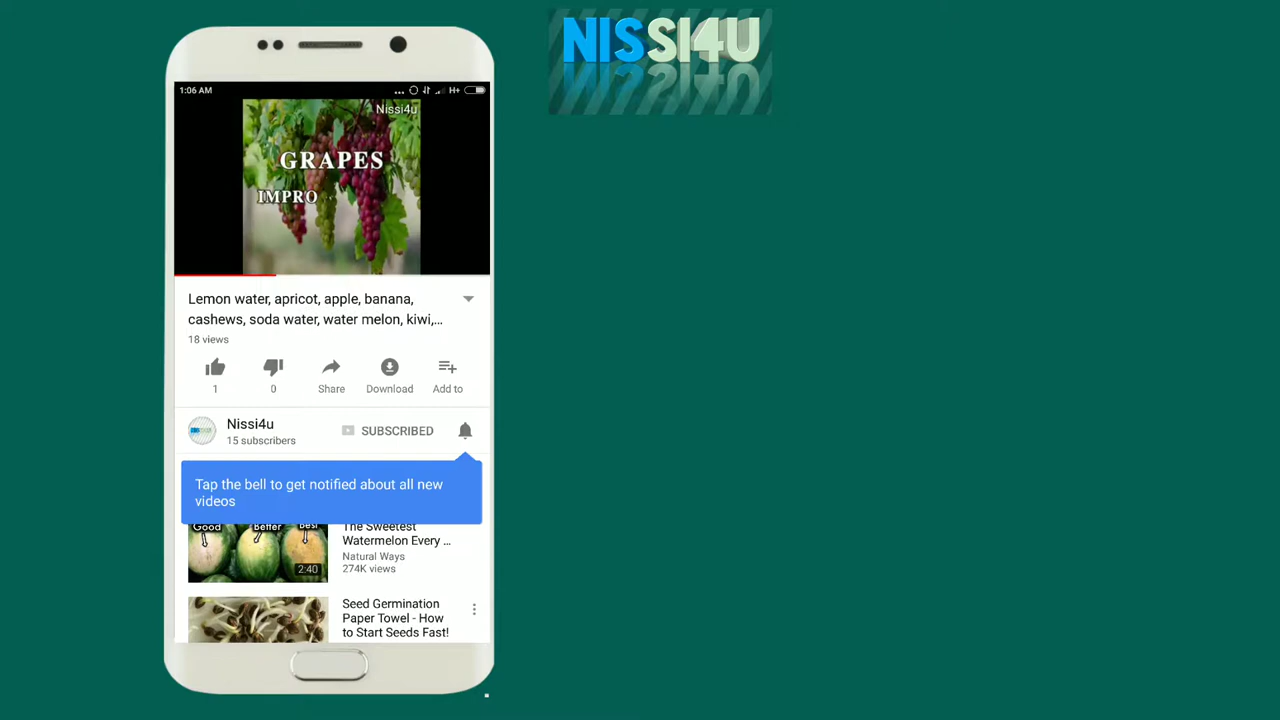 NISSI4U
1:06 AM
H+
Nissi4u
GRAPES
IMPRO
Lemon water, apricot, apple, banana,
cashews, soda water, water melon, kiwi,...
18 views
1
0
Share
Download
Add to
Nissi4u
SUBSCRIBED
15 subscribers
Tap the bell to get notified about all new
videos
Good
Better
Best
The Sweetest
Watermelon Every ...
Natural Ways
274K views
2:40
Seed Germination
Paper Towel - How
to Start Seeds Fast!